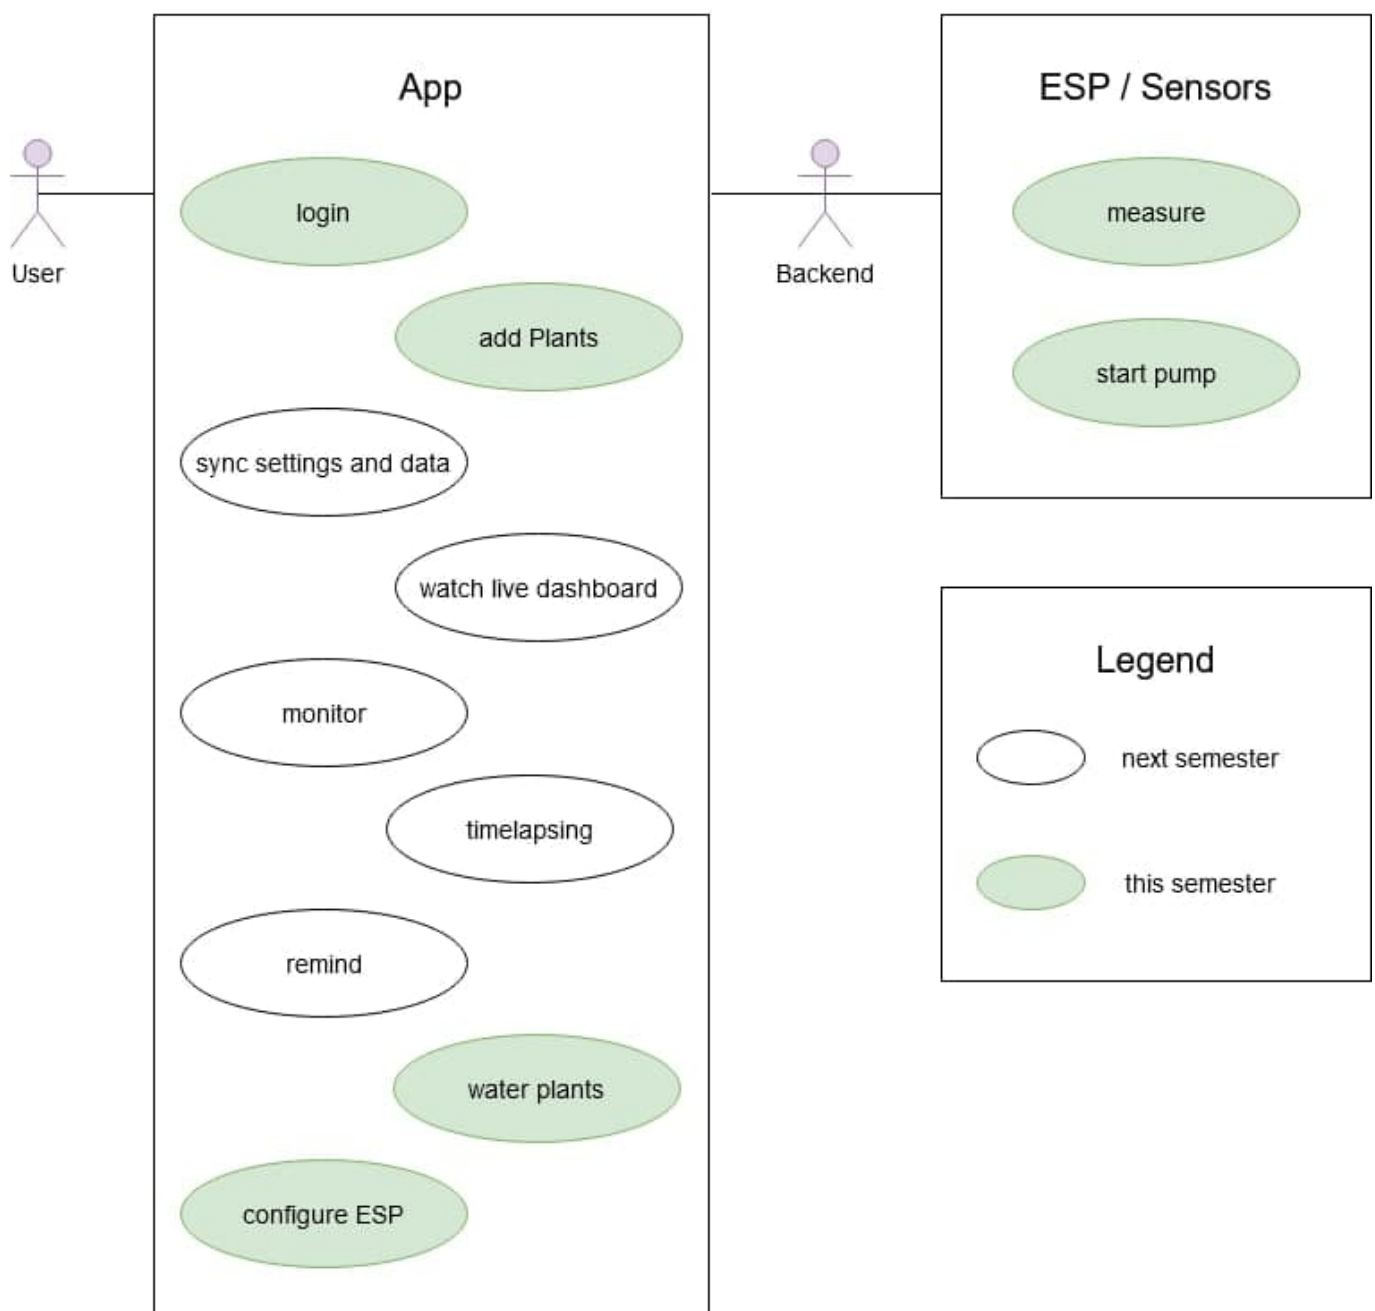 App
login
add Plants
sync settings and data
watch live dashboard
monitor
timelapsing
remind
water plants
configure ESP
User
Backend
ESP / Sensors
measure
start pump
Legend
next semester
this semester